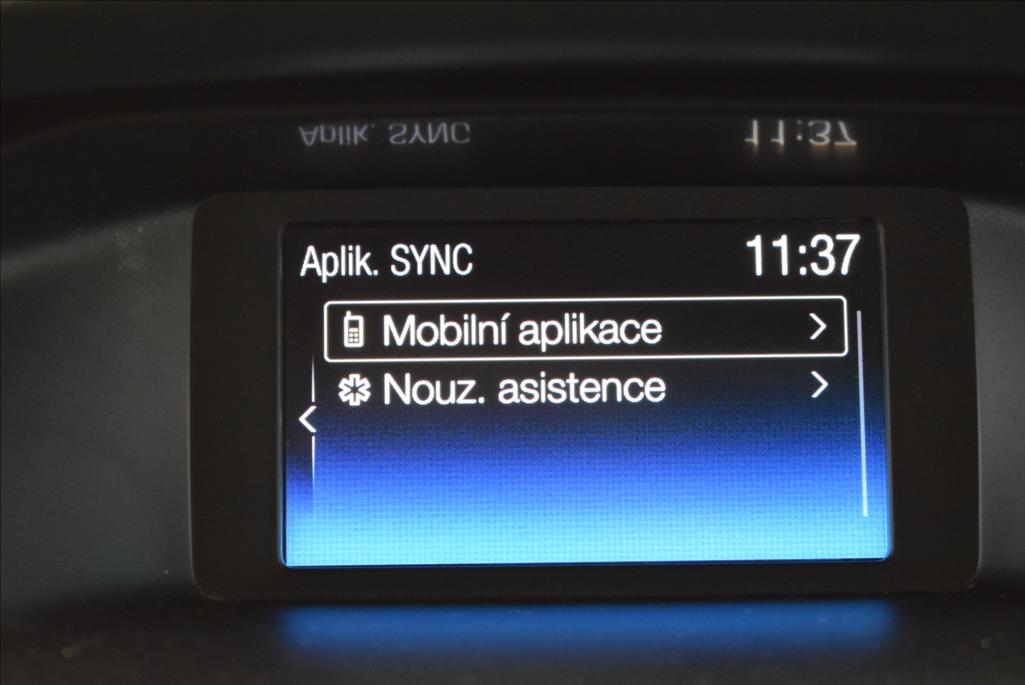 Aplik. SYNC 11:37
Mobilní aplikace
Nouz. asistence